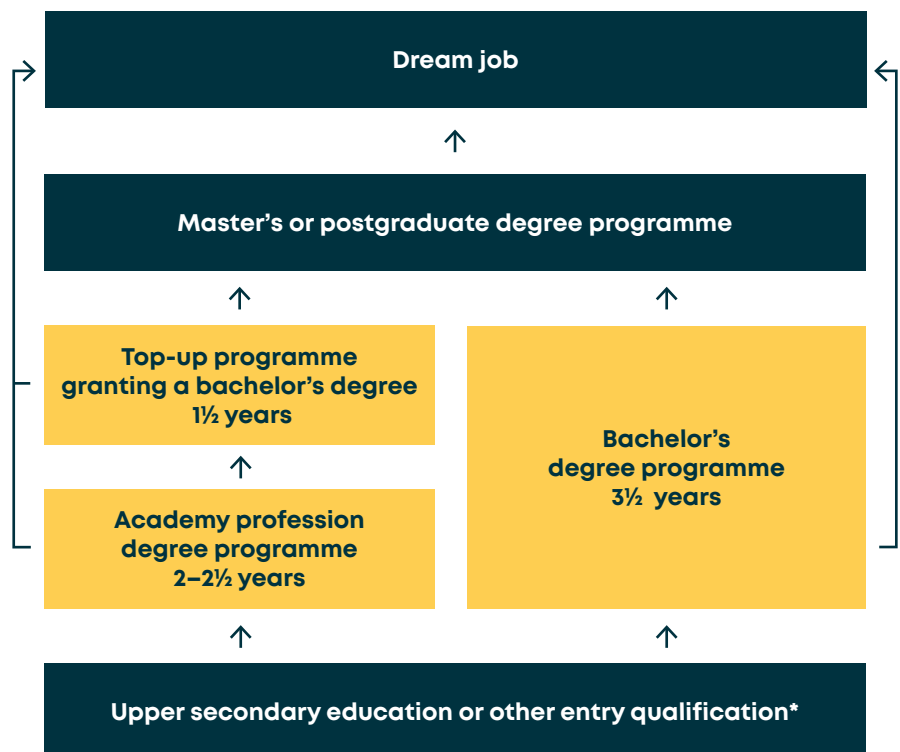 Dream job
Master's or postgraduate degree programme
Top-up programme
granting a bachelor's degree
1½ years
Bachelor's
degree programme
3½ years
Academy profession
degree programme
2–2½ years
Upper secondary education or other entry qualification*